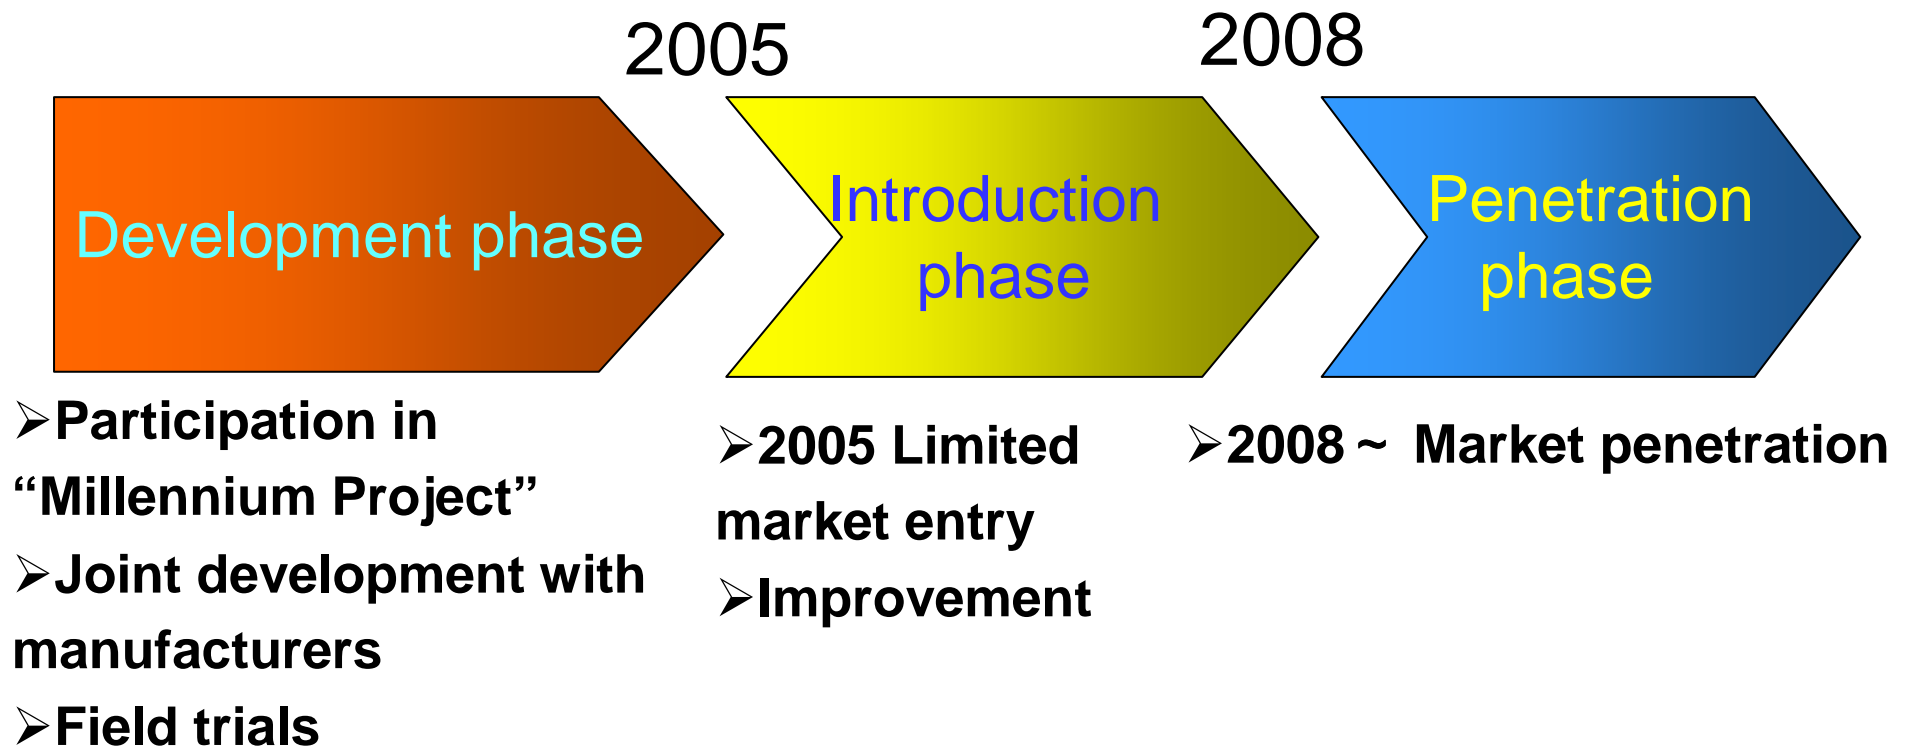 2005
2008
Development phase
Introduction
phase
Penetration
phase
➢Participation in
“Millennium Project”
➢Joint development with
manufacturers
➢Field trials
➢2005 Limited
market entry
➢Improvement
➢2008 ~ Market penetration